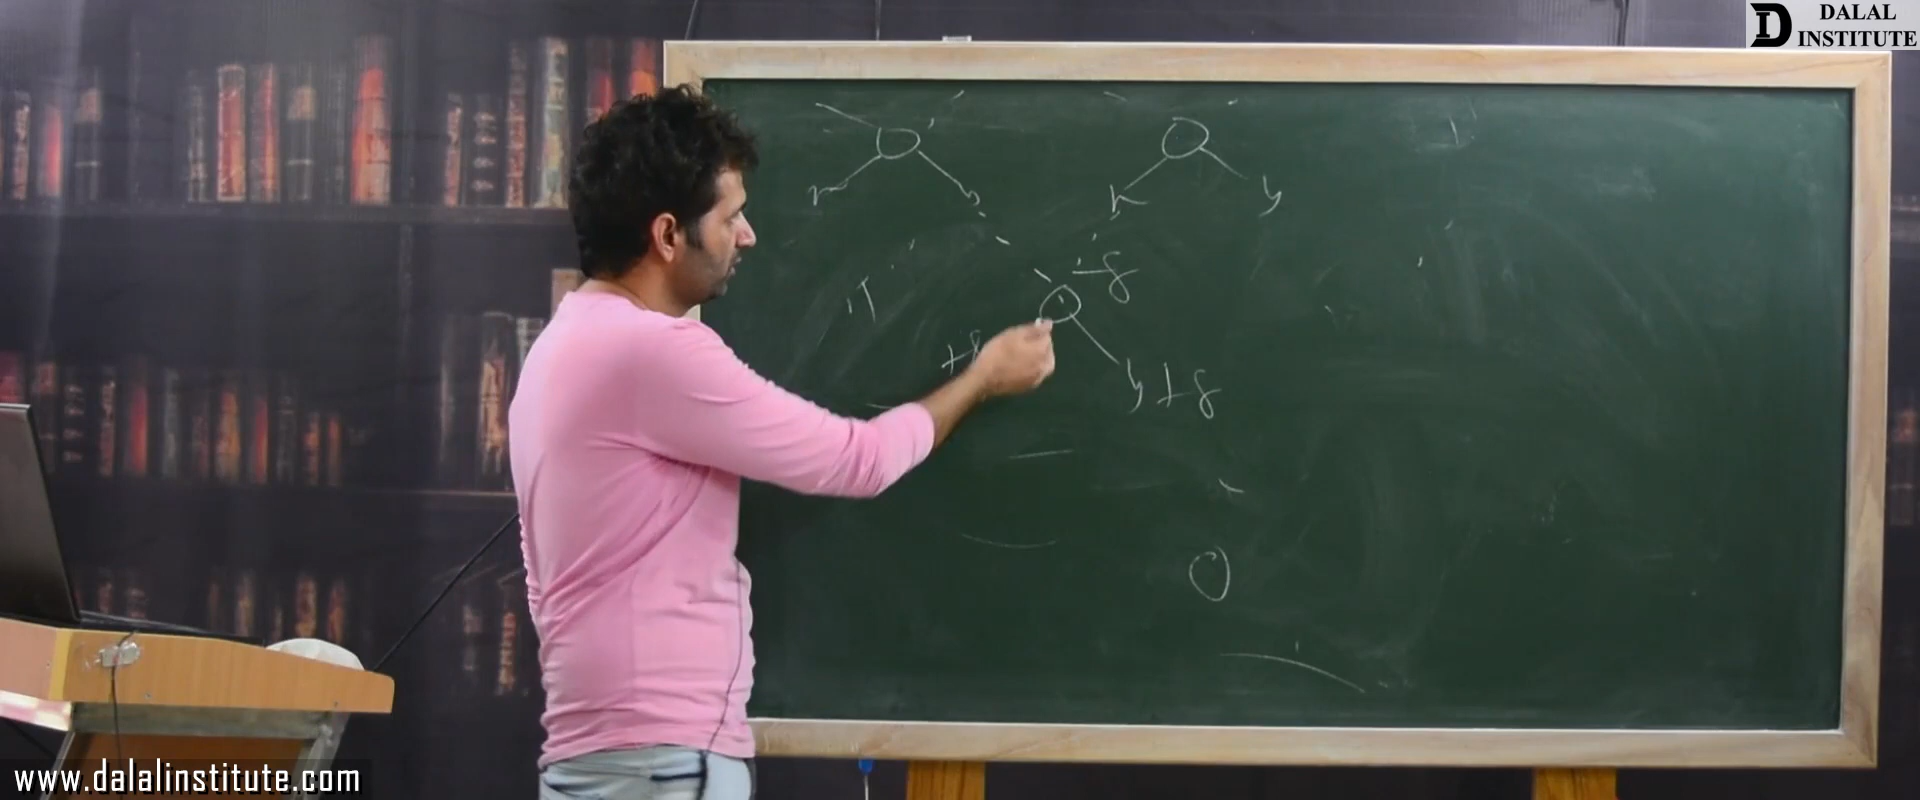 DALAL
INSTITUTE
H
H
H
H
-δ
+δ
H +δ
www.dalalinstitute.com